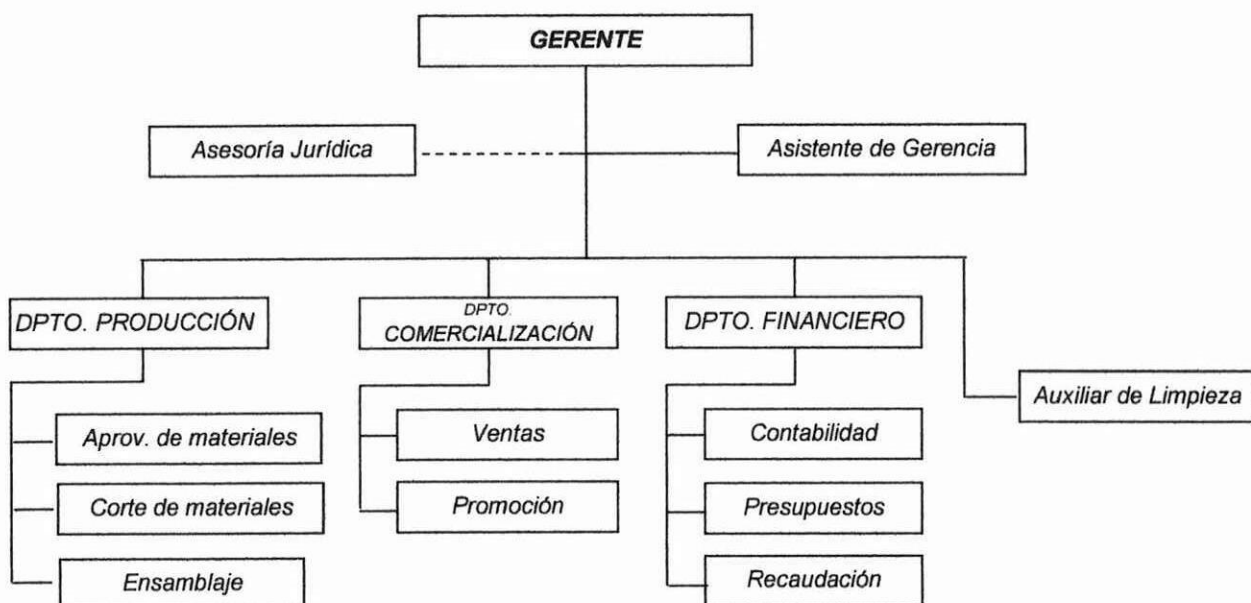 GERENTE
Asesoría Jurídica
Asistente de Gerencia
DPTO. PRODUCCIÓN
DPTO.
COMERCIALIZACIÓN
DPTO. FINANCIERO
Auxiliar de Limpieza
Aprov. de materiales
Ventas
Contabilidad
Corte de materiales
Promoción
Presupuestos
Ensamblaje
Recaudación